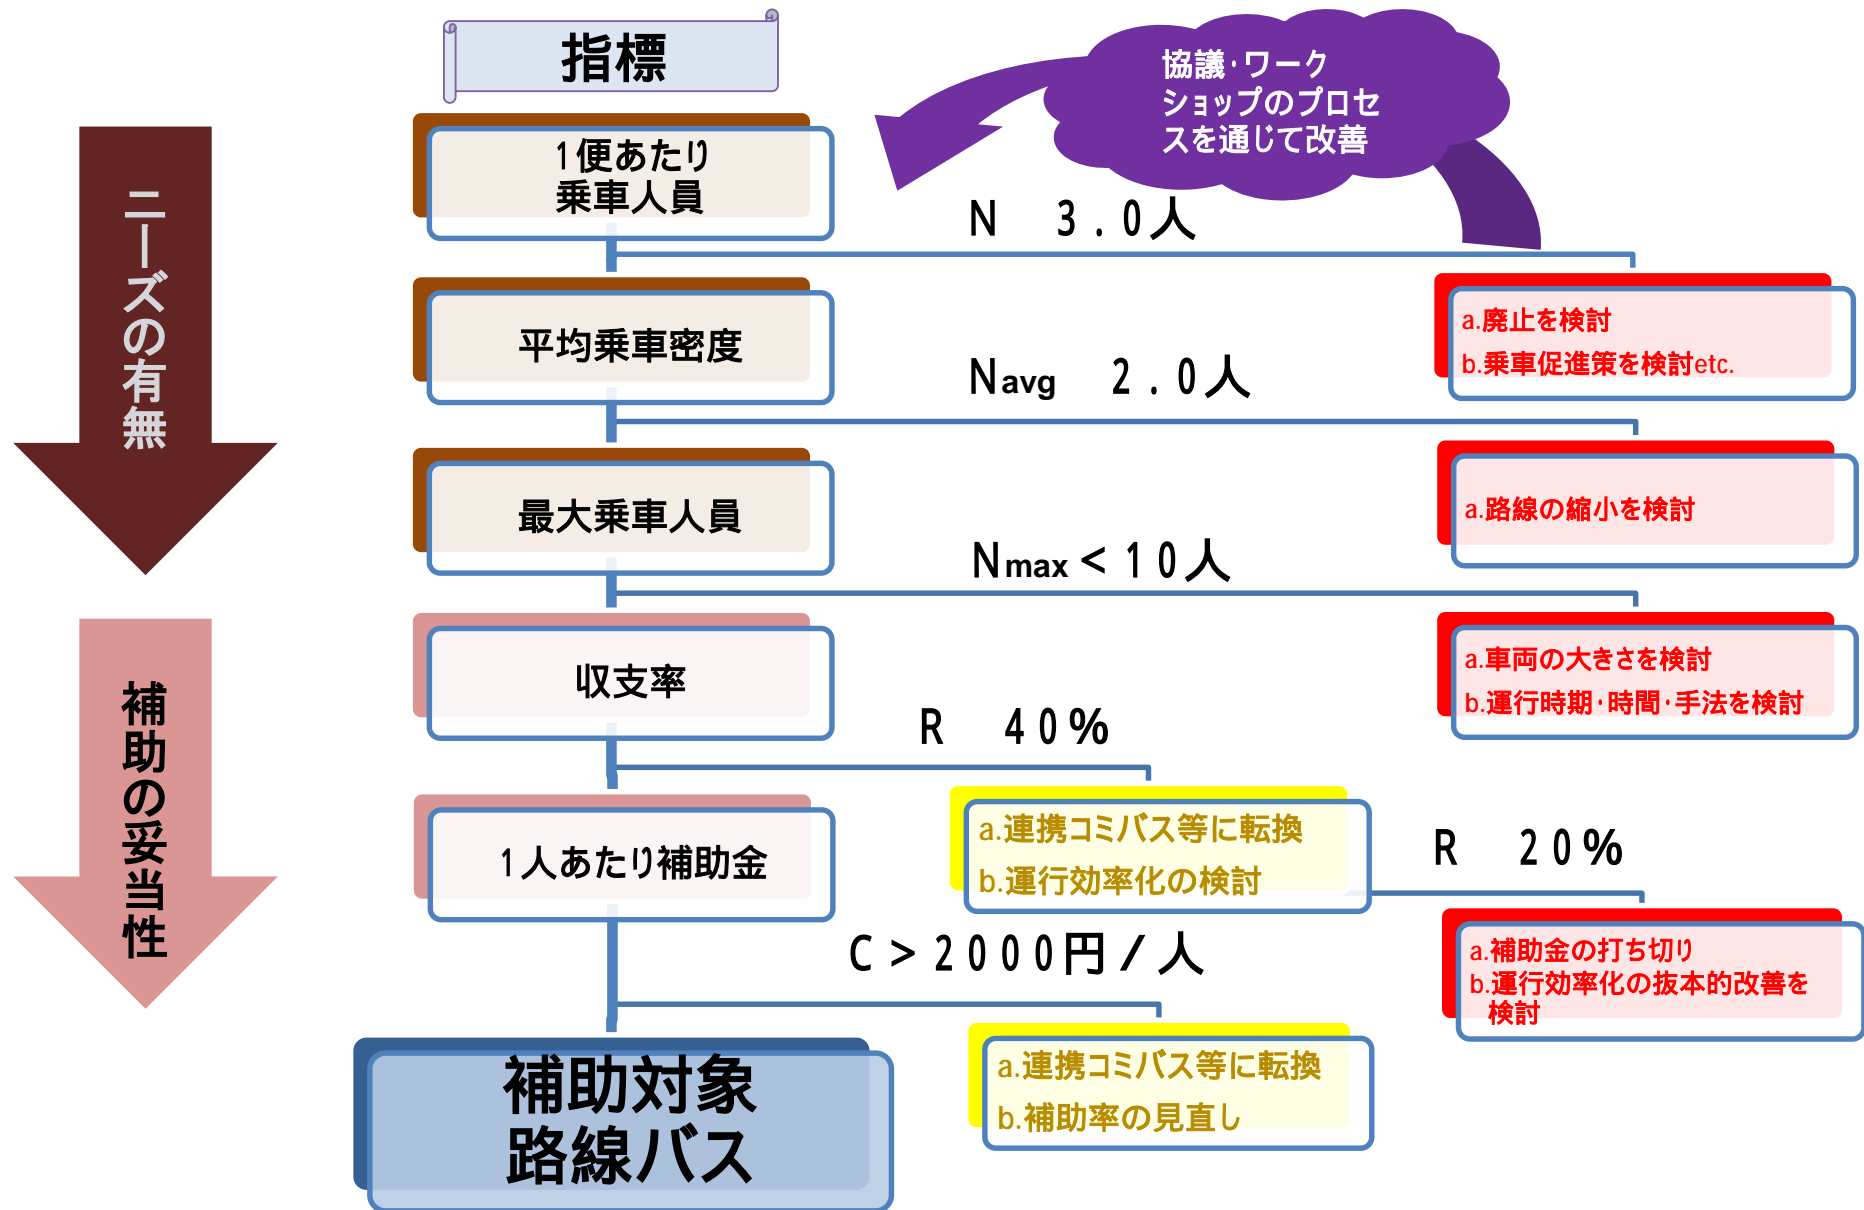 指標
協議・ワーク
ショップのプロセ
スを通じて改善
ニーズの有無
1便あたり
乗車人員
N 3.0人
a.廃止を検討
b.乗車促進策を検討etc.
平均乗車密度
Navg 2.0人
a.路線の縮小を検討
最大乗車人員
Nmax<10人
a.車両の大きさを検討
b.運行時期・時間・手法を検討
補助の妥当性
収支率
R 40%
a.連携コミバス等に転換
b.運行効率化の検討
R 20%
a.補助金の打ち切り
b.運行効率化の抜本的改善を
検討
1人あたり補助金
C>2000円/人
a.連携コミバス等に転換
b.補助率の見直し
補助対象
路線バス